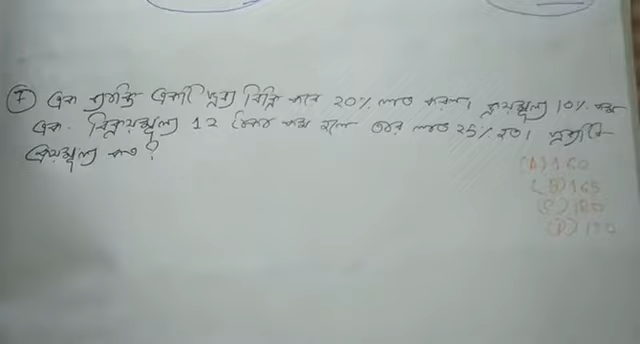 (7) এক ব্যক্তি একটি দ্রব্য বিক্রি করে 20% লাভ করল। ক্রয়মূল্য 10% কম
এবং বিক্রয়মূল্য 12 টাকা কম হলে তার লাভ 25% হত। দ্রব্যটির
ক্রয়মূল্য কত?
(A) 160
(B) 165
(C) 180
(D)